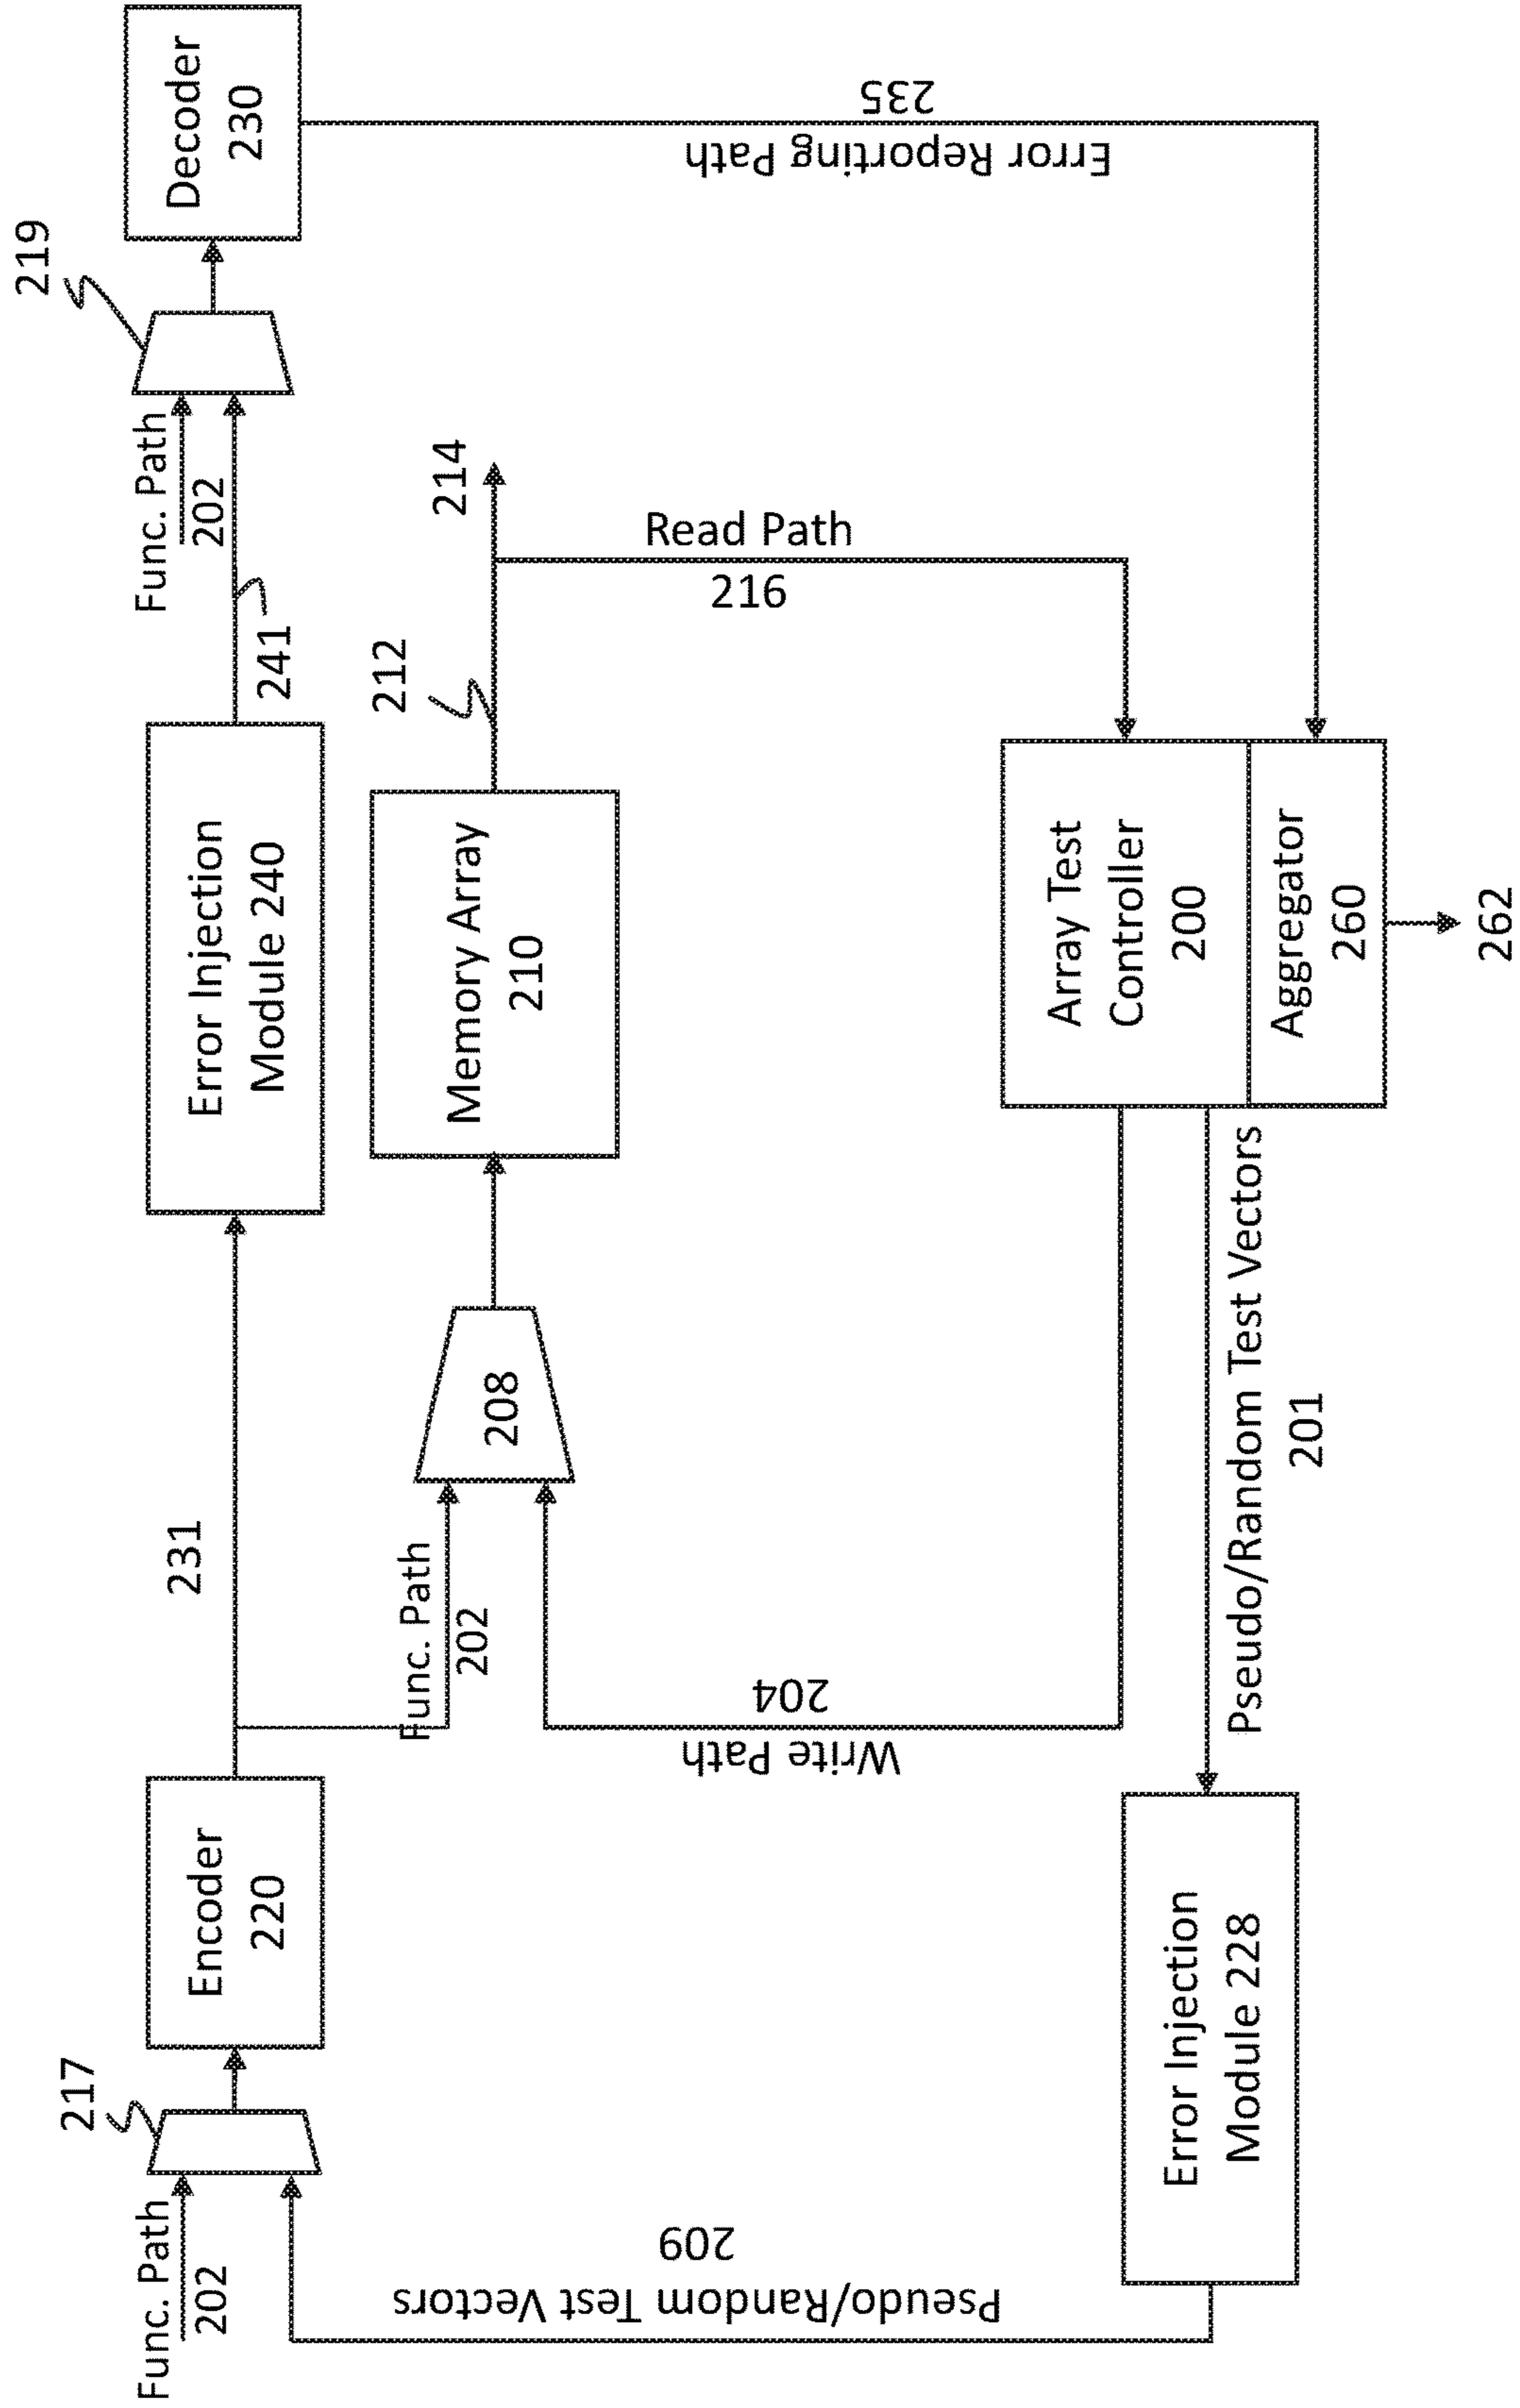 219
Func. Path
202
Decoder
230
217
Func. Path
202
Encoder
220
231
Error Injection
Module 240
241
Func. Path
202
208
Memory Array
210
212
214
Read Path
216
Error Reporting Path
235
Write Path
204
Pseudo/Random Test Vectors
209
Array Test
Controller
200
Aggregator
260
262
Pseudo/Random Test Vectors
201
Error Injection
Module 228